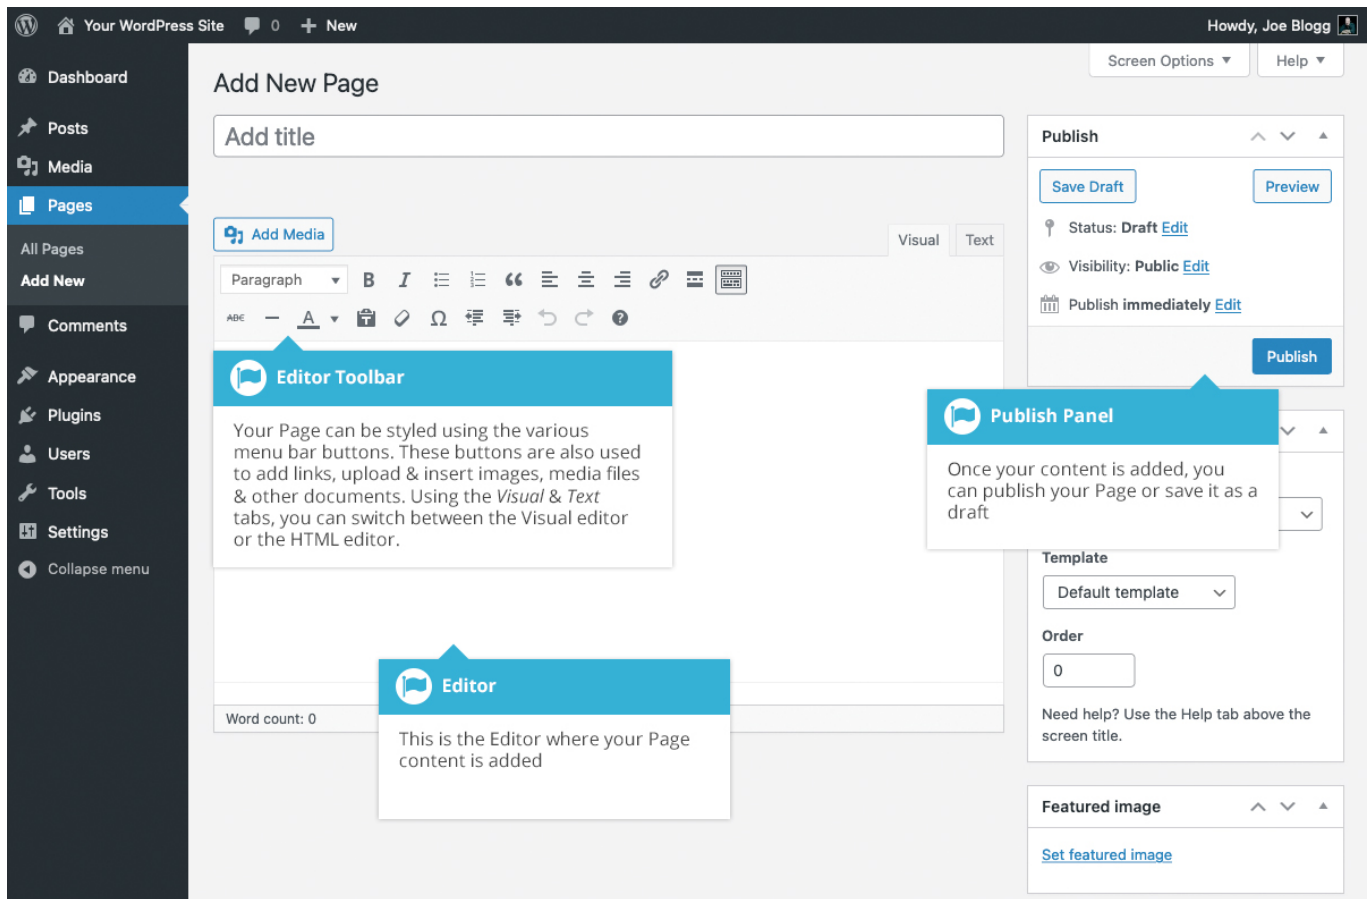 Your WordPress Site 0 New Howdy, Joe Blogg
Screen Options Help
Dashboard
Posts
Media
Pages
All Pages
Add New
Comments
Appearance
Plugins
Users
Tools
Settings
Collapse menu
Add New Page
Add title
Add Media
Visual Text
Paragraph B I
ABE A Ω
Editor Toolbar
Your Page can be styled using the various
menu bar buttons. These buttons are also used
to add links, upload & insert images, media files
& other documents. Using the Visual & Text
tabs, you can switch between the Visual editor
or the HTML editor.
Editor
This is the Editor where your Page
content is added
Word count: 0
Publish
Save Draft Preview
Status: Draft Edit
Visibility: Public Edit
Publish immediately Edit
Publish
Publish Panel
Once your content is added, you
can publish your Page or save it as a
draft
Template
Default template
Order
0
Need help? Use the Help tab above the
screen title.
Featured image
Set featured image